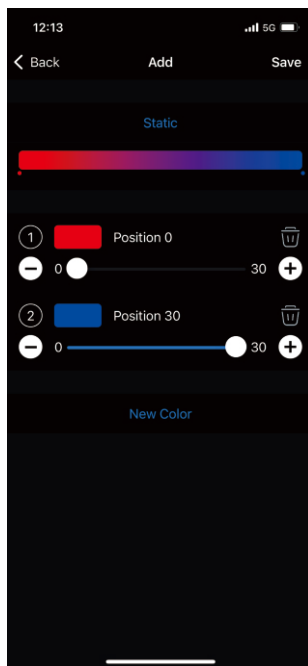 12:13 5G
Back Add Save
Static
1 Position 0
0 30
2 Position 30
0 30
New Color